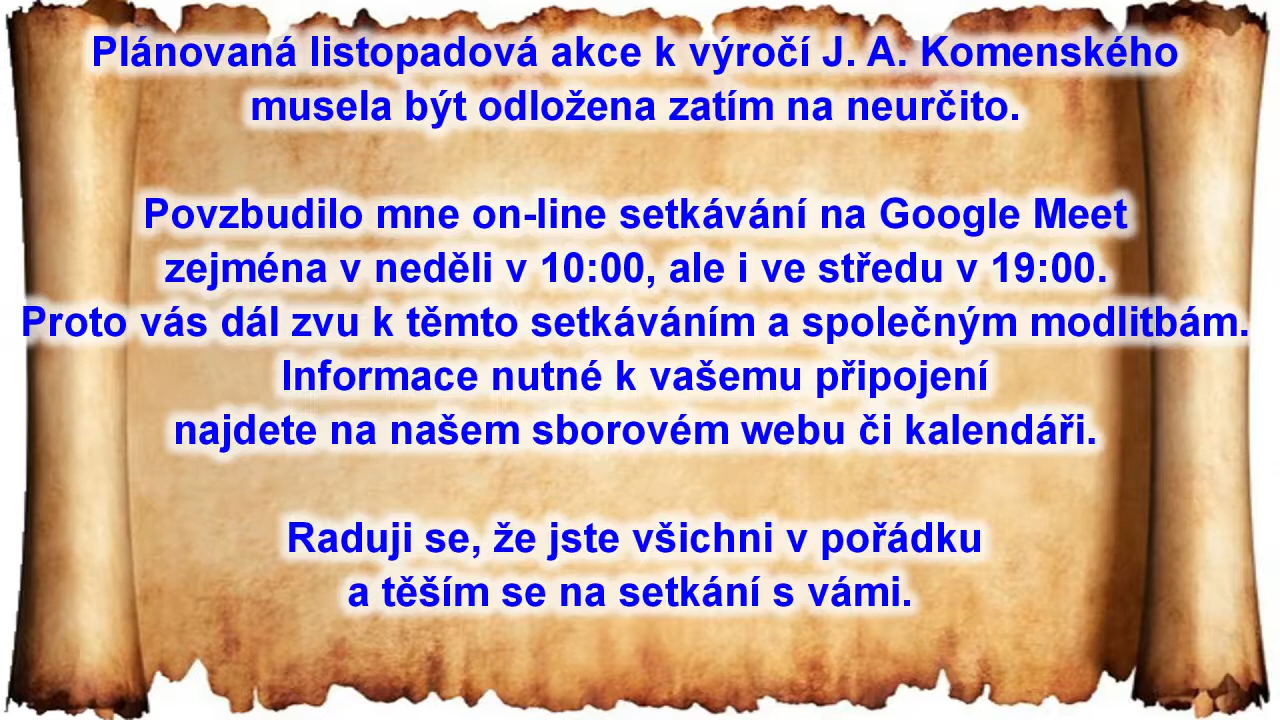 Plánovaná listopadová akce k výročí J. A. Komenského
musela být odložena zatím na neurčito.
Povzbudilo mne on-line setkávání na Google Meet
zejména v neděli v 10:00, ale i ve středu v 19:00.
Proto vás dál zvu k těmto setkáváním a společným modlitbám.
Informace nutné k vašemu připojení
najdete na našem sborovém webu či kalendáři.
Raduji se, že jste všichni v pořádku
a těším se na setkání s vámi.